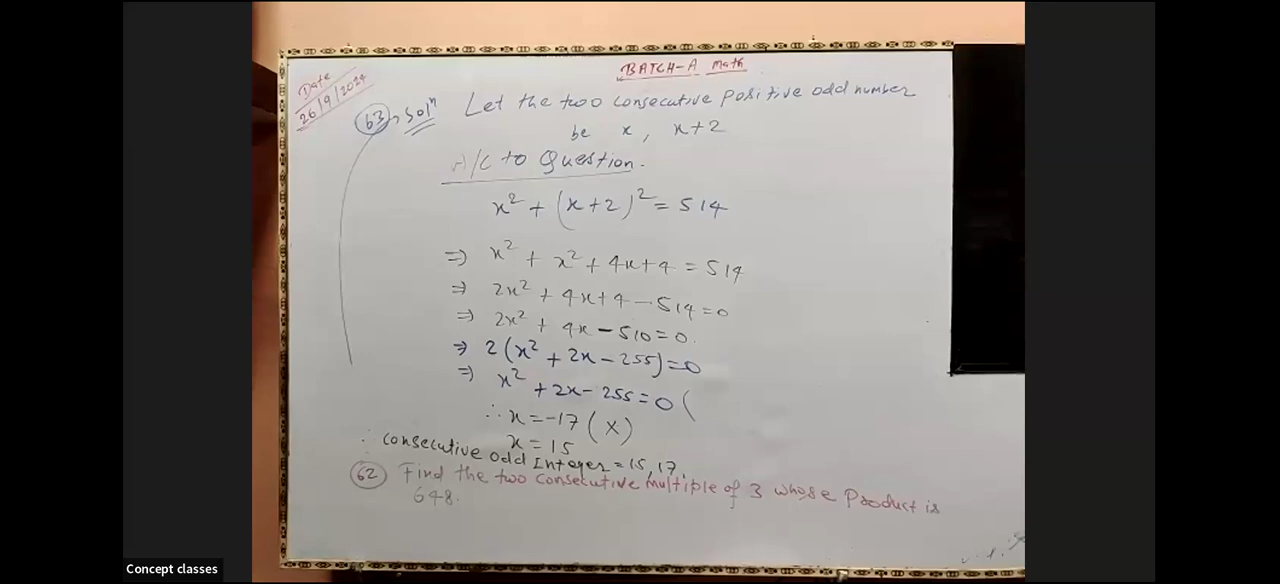 BATCH-A Math
Date
26/9/2024
63 Solⁿ Let the two consecutive positive odd number
be x, x+2
A/C to Question.
x² + (x+2)² = 514
⇒ x² + x² + 4x+4 = 514
⇒ 2x² + 4x+4-514=0
⇒ 2x² + 4x-510=0.
⇒ 2(x² + 2x-255)=0
⇒ x² +2x-255=0 (
∴ x=-17 (X)
x=15
∴ consecutive odd Integer=15,17,
62 Find the two consecutive multiple of 3 whose Product is
648.
Concept classes